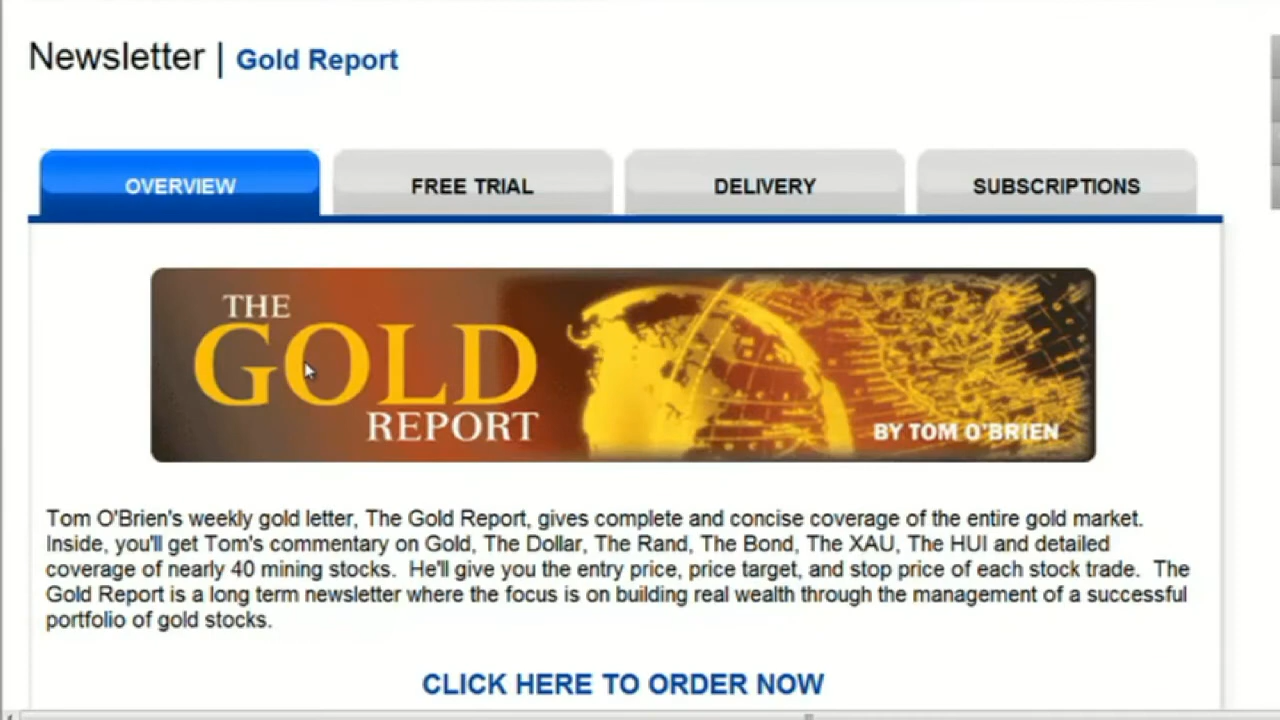 Newsletter | Gold Report
OVERVIEW FREE TRIAL DELIVERY SUBSCRIPTIONS
THE
GOLD
REPORT
BY TOM O'BRIEN
Tom O'Brien's weekly gold letter, The Gold Report, gives complete and concise coverage of the entire gold market.
Inside, you'll get Tom's commentary on Gold, The Dollar, The Rand, The Bond, The XAU, The HUI and detailed
coverage of nearly 40 mining stocks.  He'll give you the entry price, price target, and stop price of each stock trade.  The
Gold Report is a long term newsletter where the focus is on building real wealth through the management of a successful
portfolio of gold stocks.
CLICK HERE TO ORDER NOW